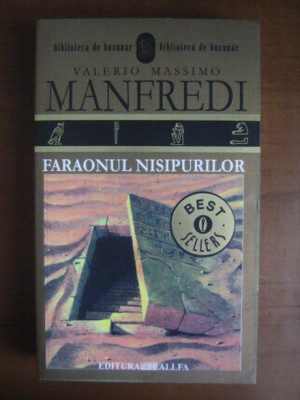 biblioteca de buzunar biblioteca de buzunar
VALERIO MASSIMO
MANFREDI
FARAONUL NISIPURILOR
BEST
SELLERS
EDITURA ALLFA